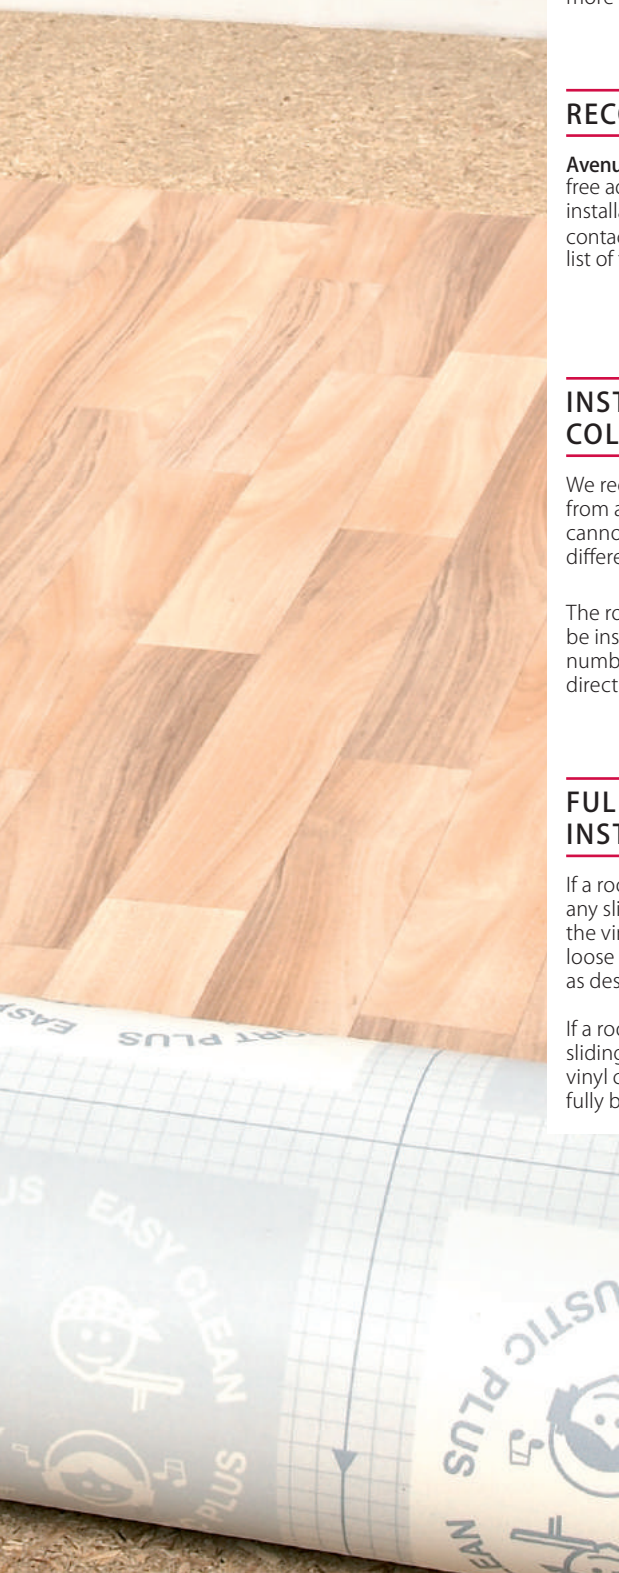 more
RECO
Avenu
free ad
install
contac
list of
INST
COL
We rec
from a
canno
differe
The ro
be ins
numb
direct
FUL
INST
If a roo
any sli
the vin
loose
as des
If a roo
sliding
vinyl c
fully b
EASY
ORT PLUS
US EASY CLEAN
USTIC PLUS
C PLUS
EAN